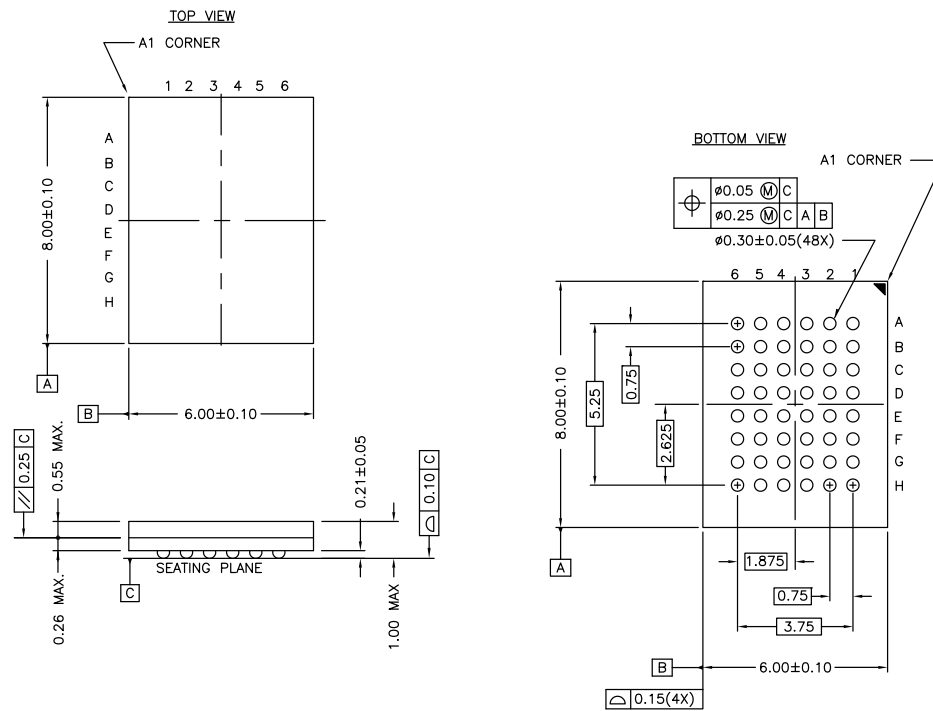 TOP VIEW
A1 CORNER
1 2 3 4 5 6
A
B
C
D
E
F
G
H
8.00±0.10
A
B
6.00±0.10
// 0.25 C
0.55 MAX.
0.21±0.05
0.10 C
SEATING PLANE
C
0.26 MAX.
1.00 MAX
BOTTOM VIEW
A1 CORNER
Ø0.05 Ⓜ C
Ø0.25 Ⓜ C A B
Ø0.30±0.05(48X)
6 5 4 3 2 1
A
B
C
D
E
F
G
H
8.00±0.10
5.25
0.75
2.625
A
1.875
0.75
3.75
B
6.00±0.10
0.15(4X)